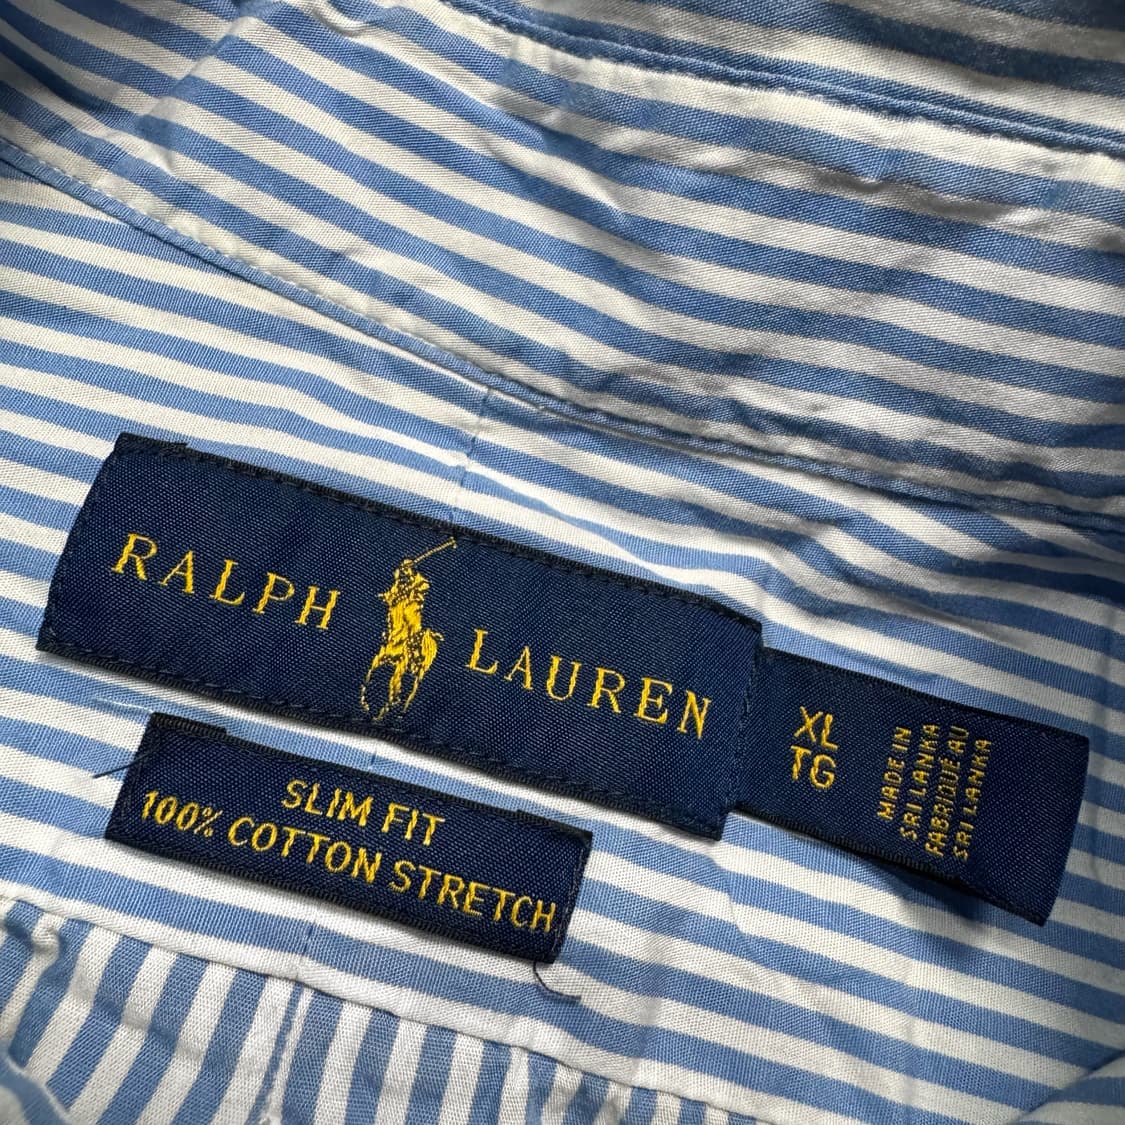 RALPH LAUREN
XL
TG
MADE IN
SRI LANKA
FABRIQUÉ AU
SRI LANKA
SLIM FIT
100% COTTON STRETCH